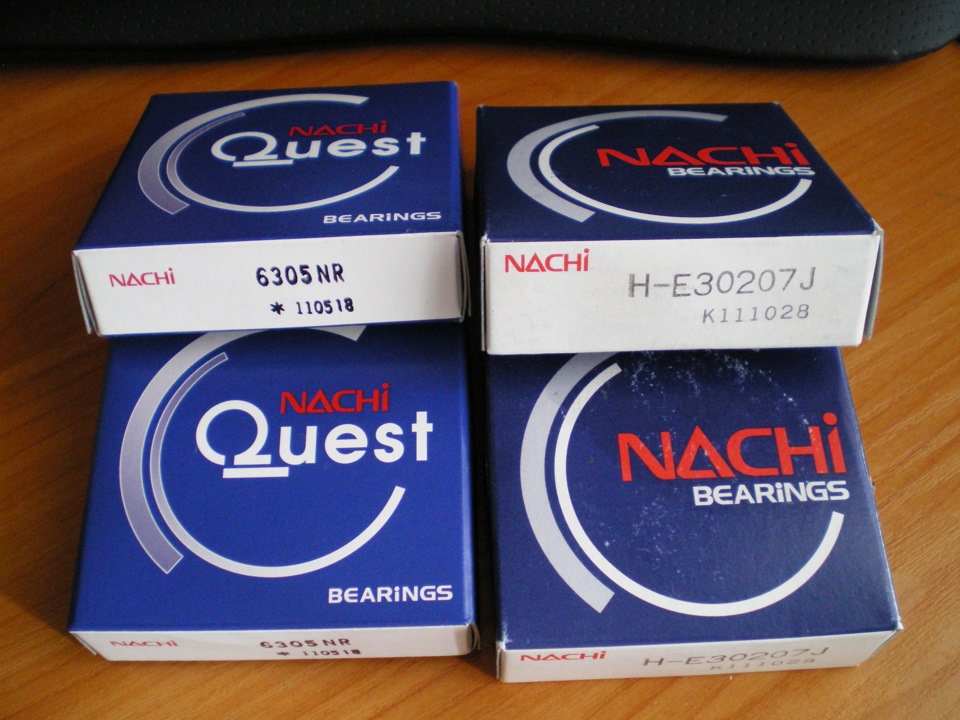 NACHi
Quest
BEARiNGS
NACHi
6305NR
* 110518
NACHi
BEARiNGS
NACHi
H-E30207J
K111028
NACHi
Quest
BEARiNGS
NACHi
6305NR
* 110518
NACHi
BEARiNGS
NACHi
H-E30207J
K111028